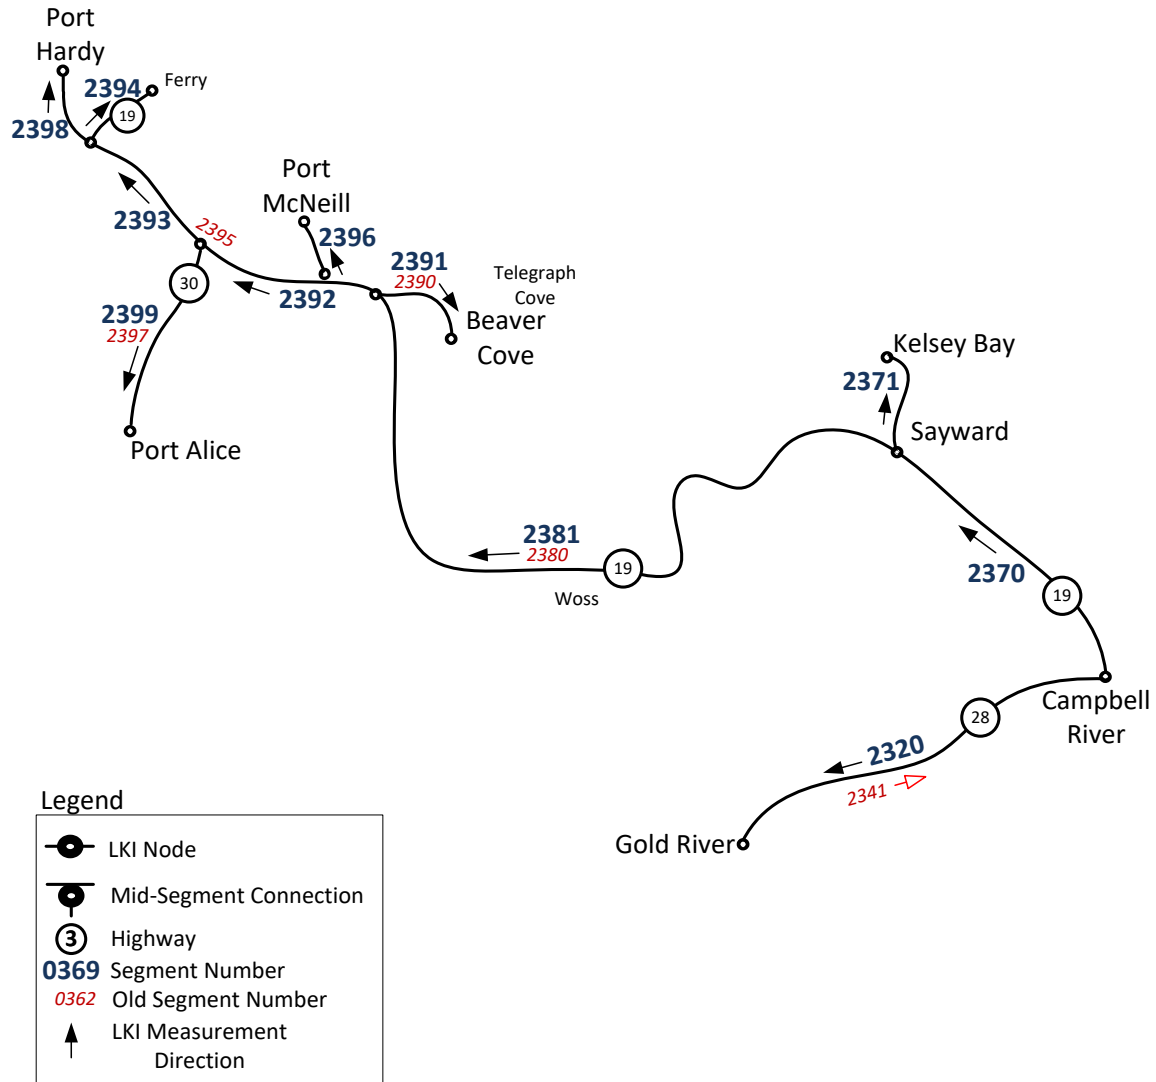 Port
Hardy
2394
Ferry
19
2398
Port
McNeill
2393
2395
2396
2391
2390
Telegraph
Cove
30
2392
2399
2397
Beaver
Cove
Kelsey Bay
2371
Port Alice
Sayward
2381
2380
19
Woss
2370
19
Campbell
River
28
2320
2341
Gold River
Legend
LKI Node
Mid-Segment Connection
3 Highway
0369 Segment Number
0362 Old Segment Number
LKI Measurement
Direction